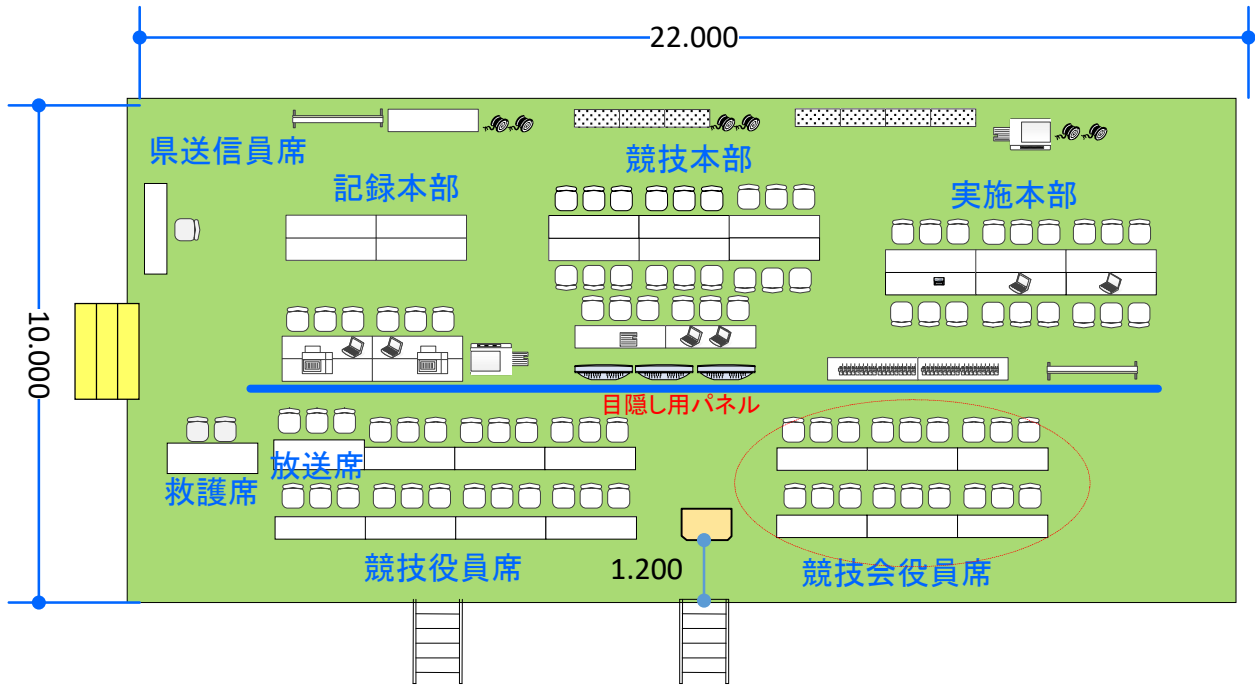 22.000
県送信員席
競技本部
記録本部
実施本部
10.0000
目隠し用パネル
放送席
救護席
競技役員席
1.200
競技会役員席